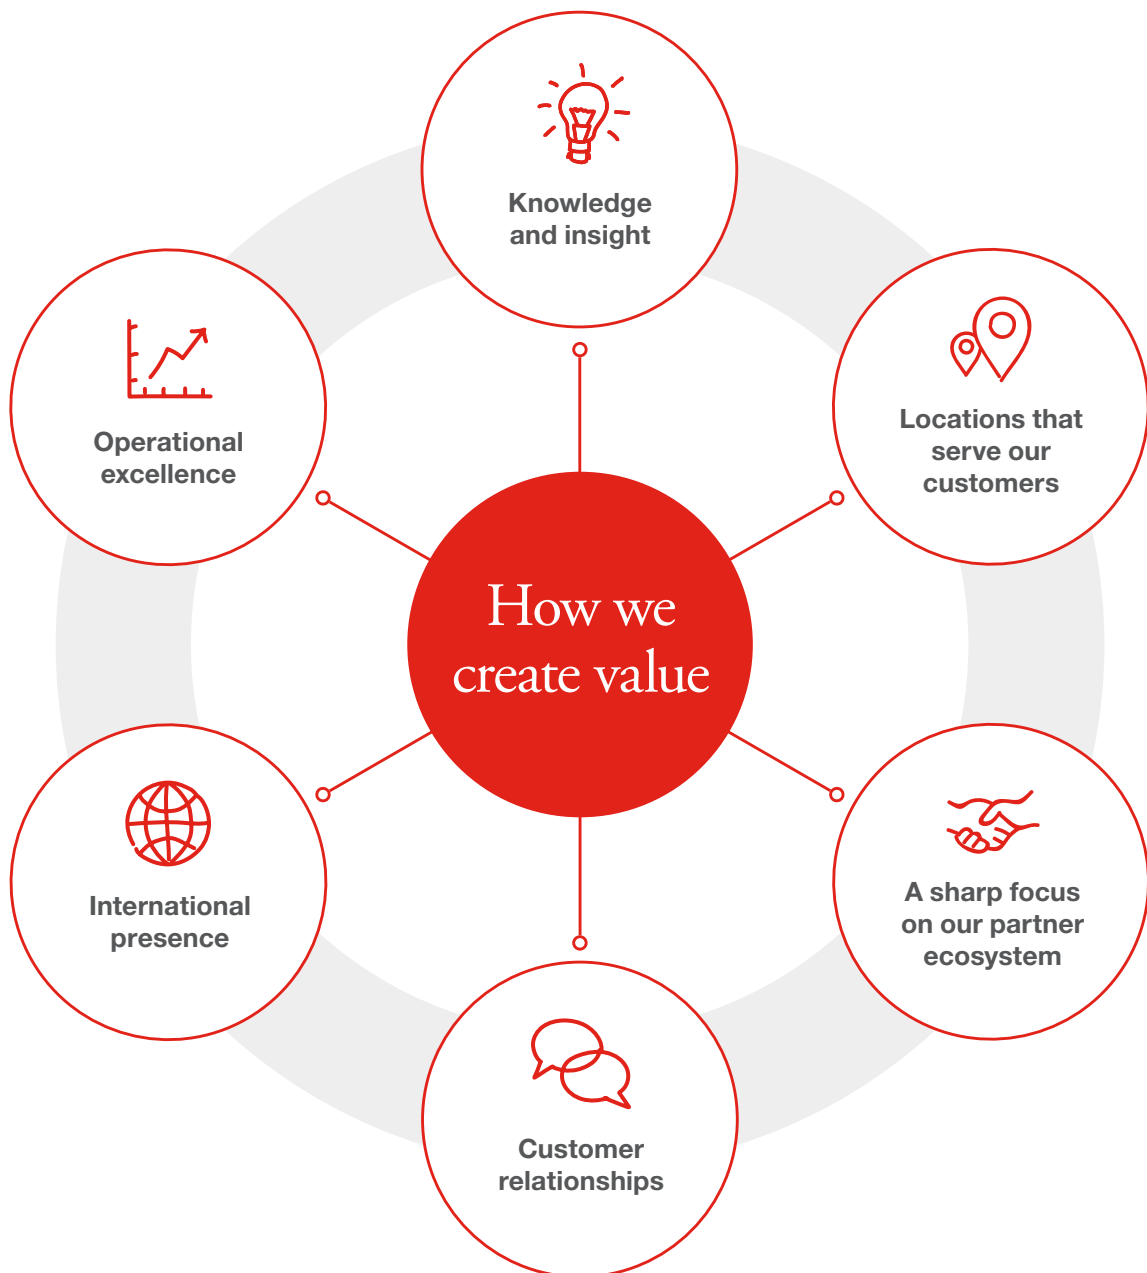 Knowledge
and insight
Operational
excellence
Locations that
serve our
customers
How we
create value
International
presence
A sharp focus
on our partner
ecosystem
Customer
relationships